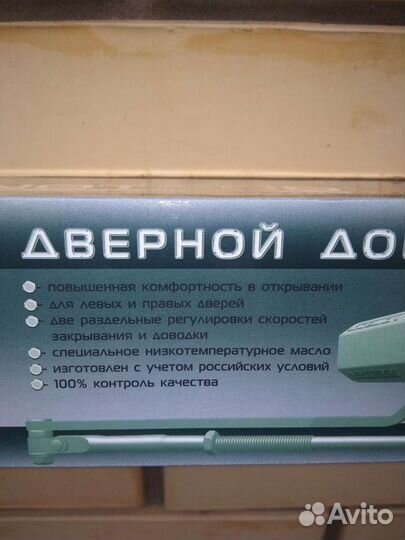 ДВЕРНОЙ ДО
- повышенная комфортность в открывании
- для левых и правых дверей
- две раздельные регулировки скоростей
закрывания и доводки
- специальное низкотемпературное масло
- изготовлен с учетом российских условий
- 100% контроль качества
Avito